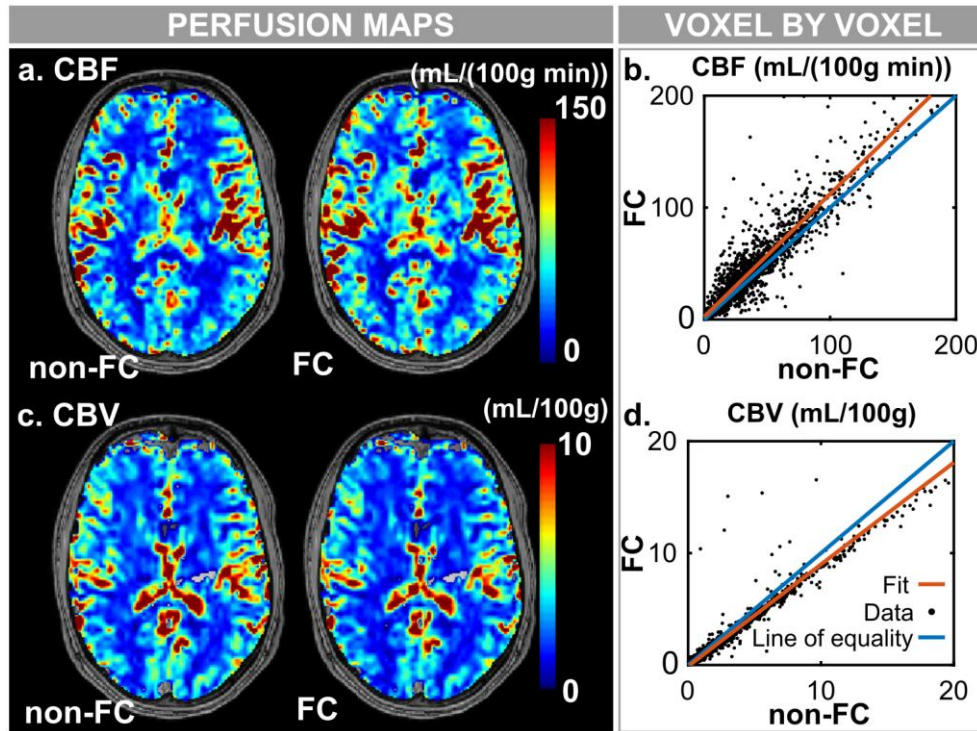 PERFUSION MAPS
VOXEL BY VOXEL
a. CBF
(mL/(100g min))
150
0
non-FC
FC
b.
CBF (mL/(100g min))
200
100
0
FC
0
100
200
non-FC
c. CBV
(mL/100g)
10
0
non-FC
FC
d.
CBV (mL/100g)
20
10
0
FC
Fit
Data
Line of equality
0
10
20
non-FC